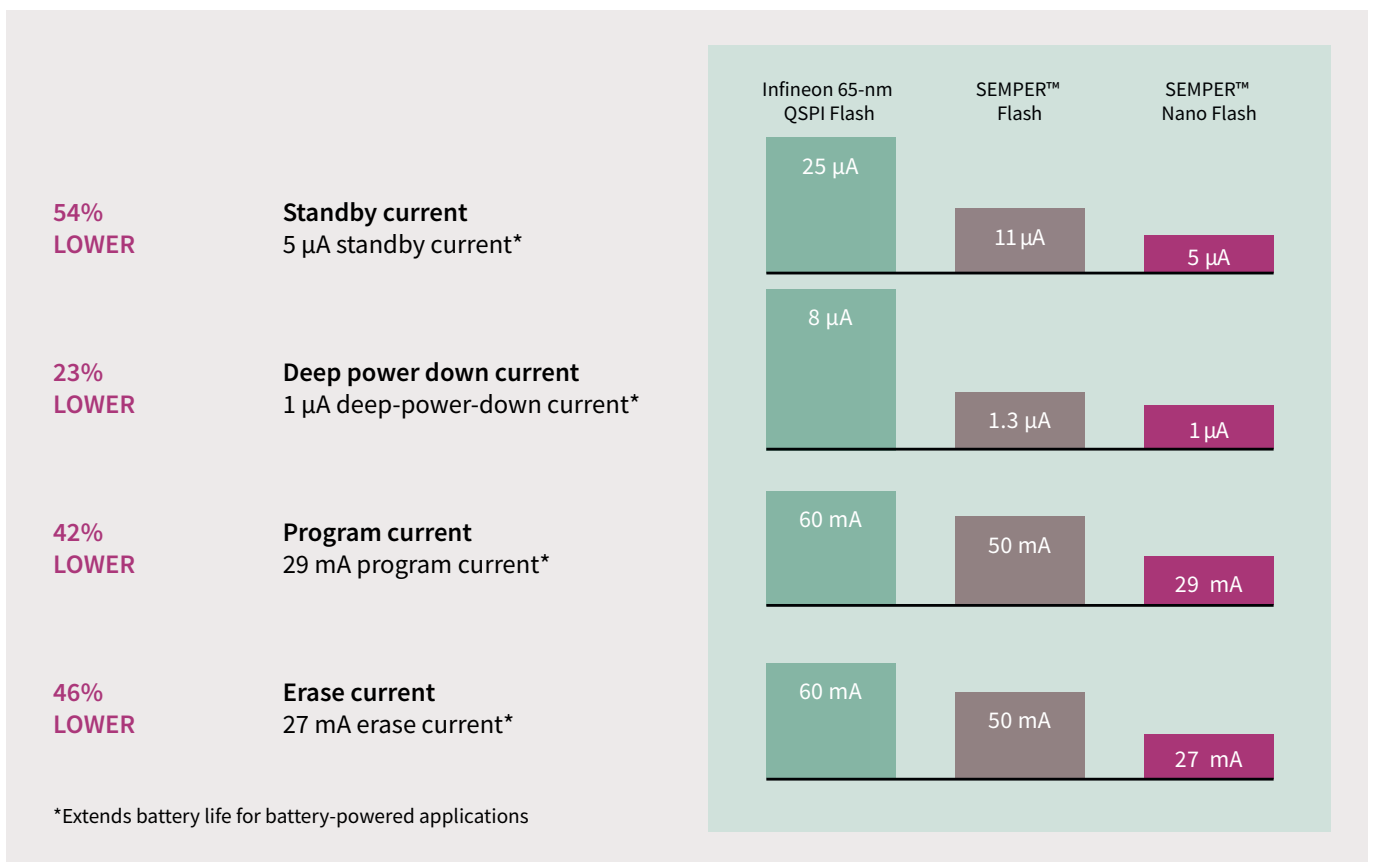 Infineon 65-nm
QSPI Flash
SEMPER™
Flash
SEMPER™
Nano Flash
54%
LOWER
Standby current
5 µA standby current*
25 µA
11 µA
5 µA
23%
LOWER
Deep power down current
1 µA deep-power-down current*
8 µA
1.3 µA
1 µA
42%
LOWER
Program current
29 mA program current*
60 mA
50 mA
29 mA
46%
LOWER
Erase current
27 mA erase current*
60 mA
50 mA
27 mA
*Extends battery life for battery-powered applications